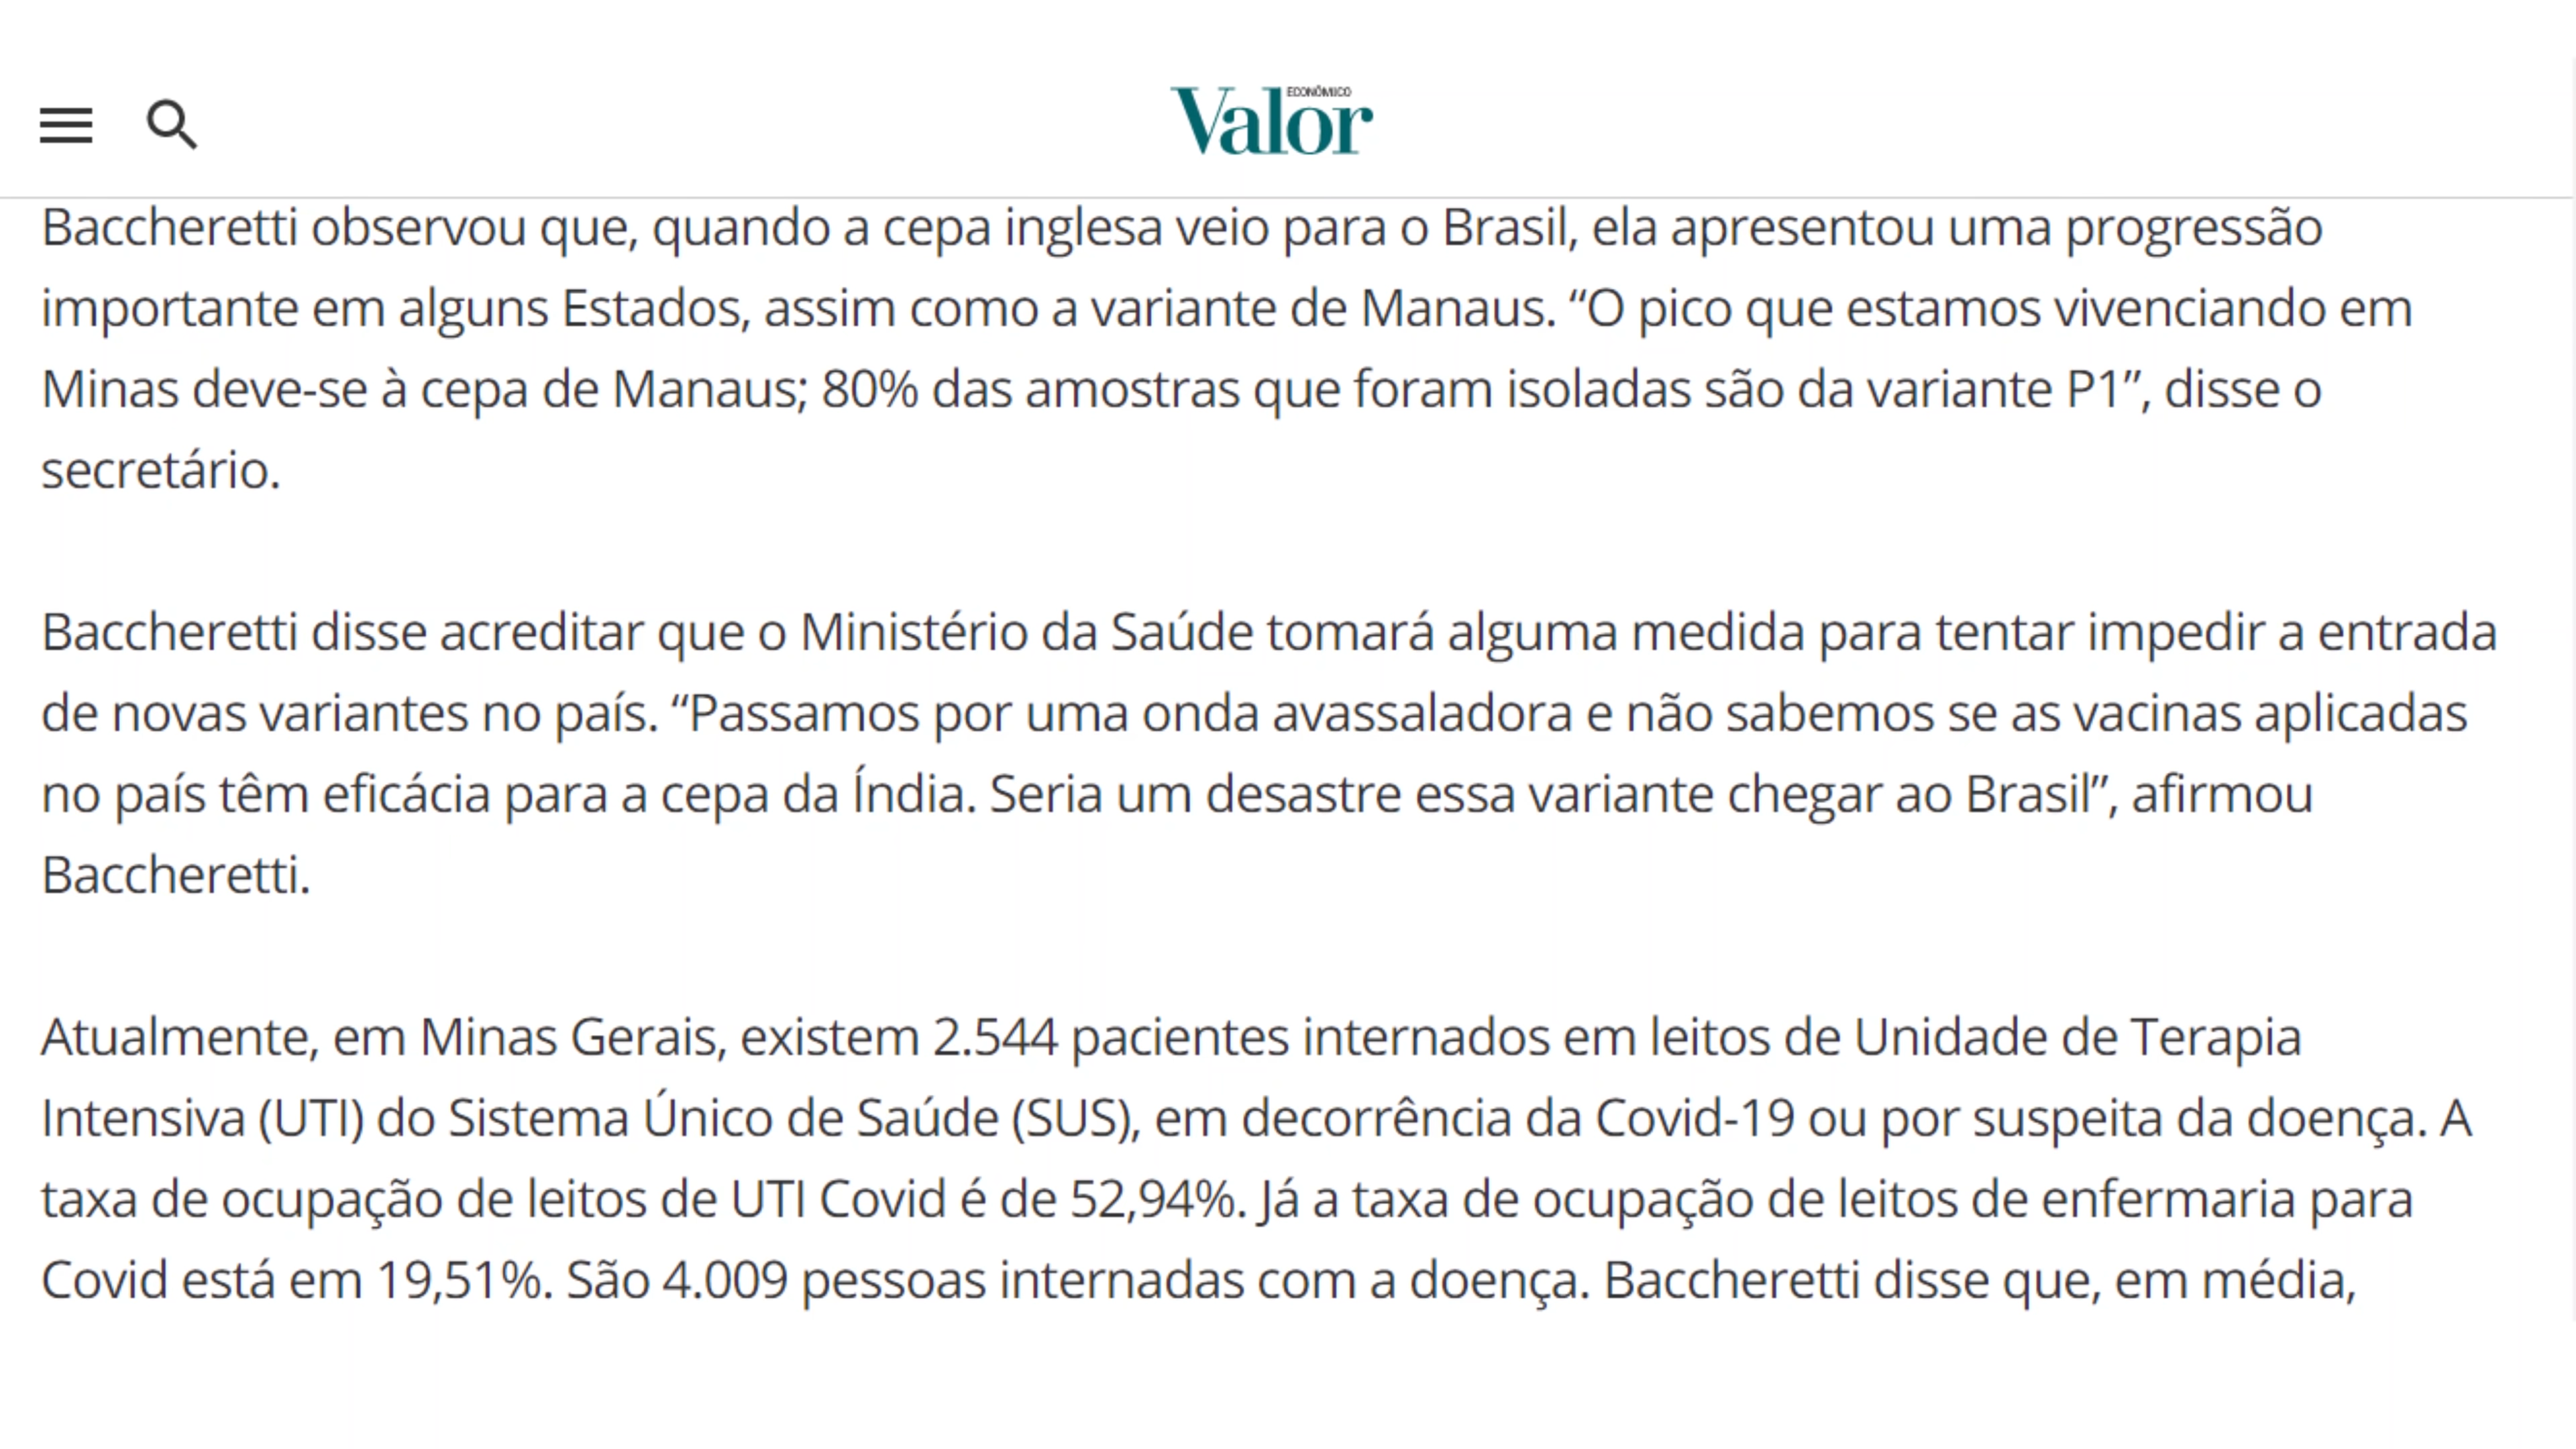 ECONÔMICO
Valor
Baccheretti observou que, quando a cepa inglesa veio para o Brasil, ela apresentou uma progressão
importante em alguns Estados, assim como a variante de Manaus. “O pico que estamos vivenciando em
Minas deve-se à cepa de Manaus; 80% das amostras que foram isoladas são da variante P1”, disse o
secretário.
Baccheretti disse acreditar que o Ministério da Saúde tomará alguma medida para tentar impedir a entrada
de novas variantes no país. “Passamos por uma onda avassaladora e não sabemos se as vacinas aplicadas
no país têm eficácia para a cepa da Índia. Seria um desastre essa variante chegar ao Brasil”, afirmou
Baccheretti.
Atualmente, em Minas Gerais, existem 2.544 pacientes internados em leitos de Unidade de Terapia
Intensiva (UTI) do Sistema Único de Saúde (SUS), em decorrência da Covid-19 ou por suspeita da doença. A
taxa de ocupação de leitos de UTI Covid é de 52,94%. Já a taxa de ocupação de leitos de enfermaria para
Covid está em 19,51%. São 4.009 pessoas internadas com a doença. Baccheretti disse que, em média,